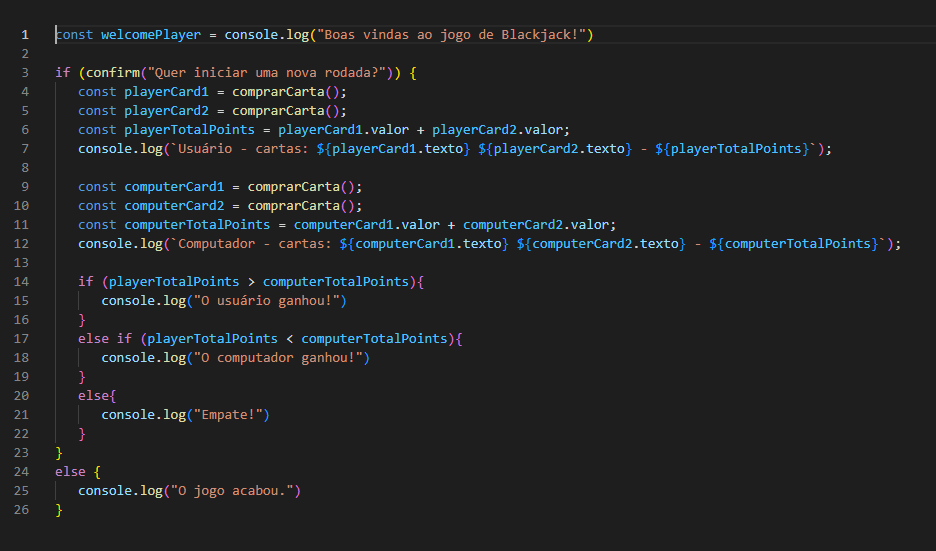 1 const welcomePlayer = console.log("Boas vindas ao jogo de Blackjack!")
2
3 if (confirm("Quer iniciar uma nova rodada?")) {
4 const playerCard1 = comprarCarta();
5 const playerCard2 = comprarCarta();
6 const playerTotalPoints = playerCard1.valor + playerCard2.valor;
7 console.log(`Usuário - cartas: ${playerCard1.texto} ${playerCard2.texto} - ${playerTotalPoints}`);
8
9 const computerCard1 = comprarCarta();
10 const computerCard2 = comprarCarta();
11 const computerTotalPoints = computerCard1.valor + computerCard2.valor;
12 console.log(`Computador - cartas: ${computerCard1.texto} ${computerCard2.texto} - ${computerTotalPoints}`);
13
14 if (playerTotalPoints > computerTotalPoints){
15 console.log("O usuário ganhou!")
16 }
17 else if (playerTotalPoints < computerTotalPoints){
18 console.log("O computador ganhou!")
19 }
20 else{
21 console.log("Empate!")
22 }
23 }
24 else {
25 console.log("O jogo acabou.")
26 }